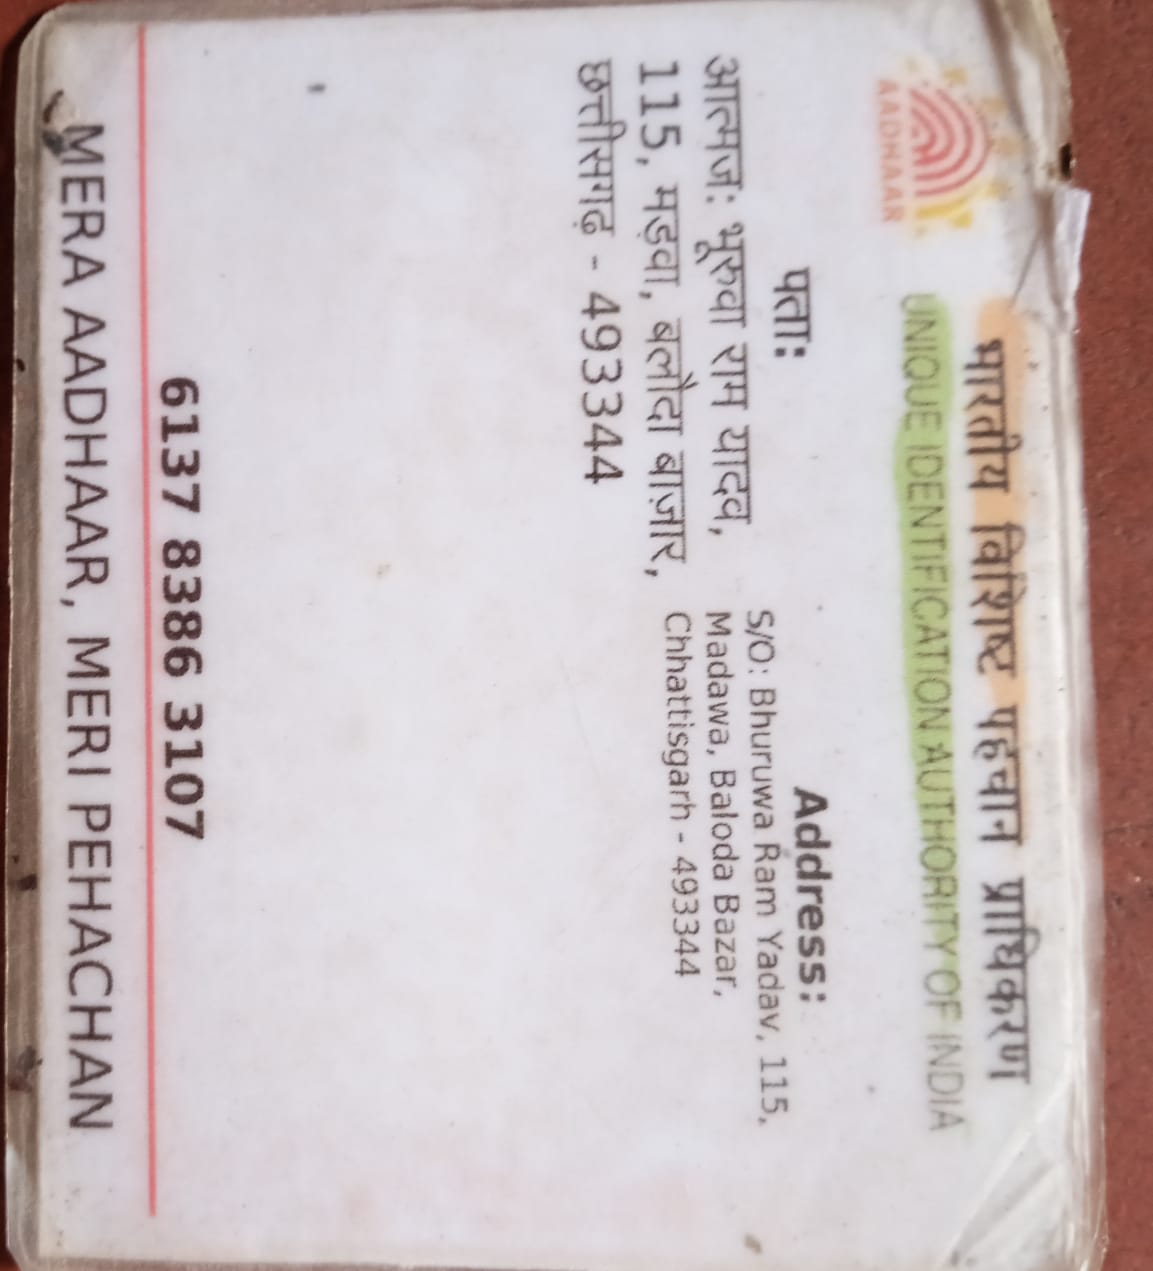 भारतीय विशिष्ट पहचान प्राधिकरण
UNIQUE IDENTIFICATION AUTHORITY OF INDIA
AADHAAR
पता:
आत्मज: भूरुवा राम यादव,
115, मड़वा, बलौदा बाज़ार,
छत्तीसगढ़ - 493344
Address:
S/O: Bhuruwa Ram Yadav, 115,
Madawa, Baloda Bazar,
Chhattisgarh - 493344
6137 8386 3107
MERA AADHAAR, MERI PEHACHAN